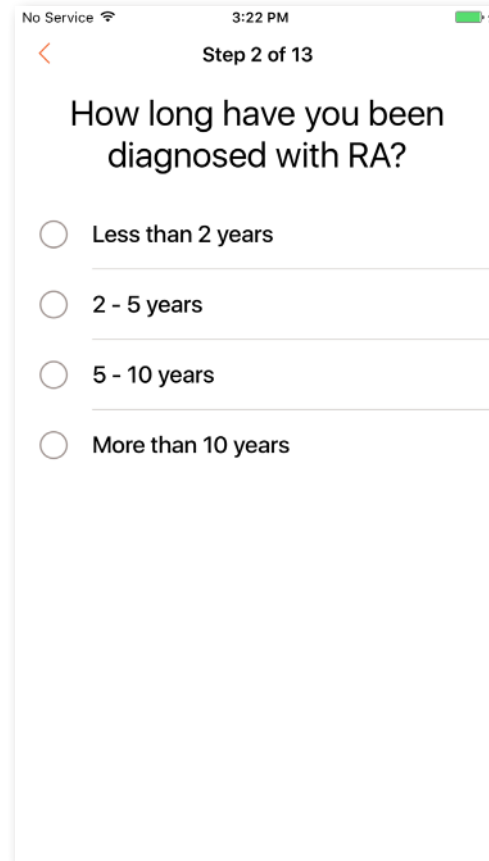 No Service 3:22 PM
Step 2 of 13
How long have you been
diagnosed with RA?
Less than 2 years
2 - 5 years
5 - 10 years
More than 10 years